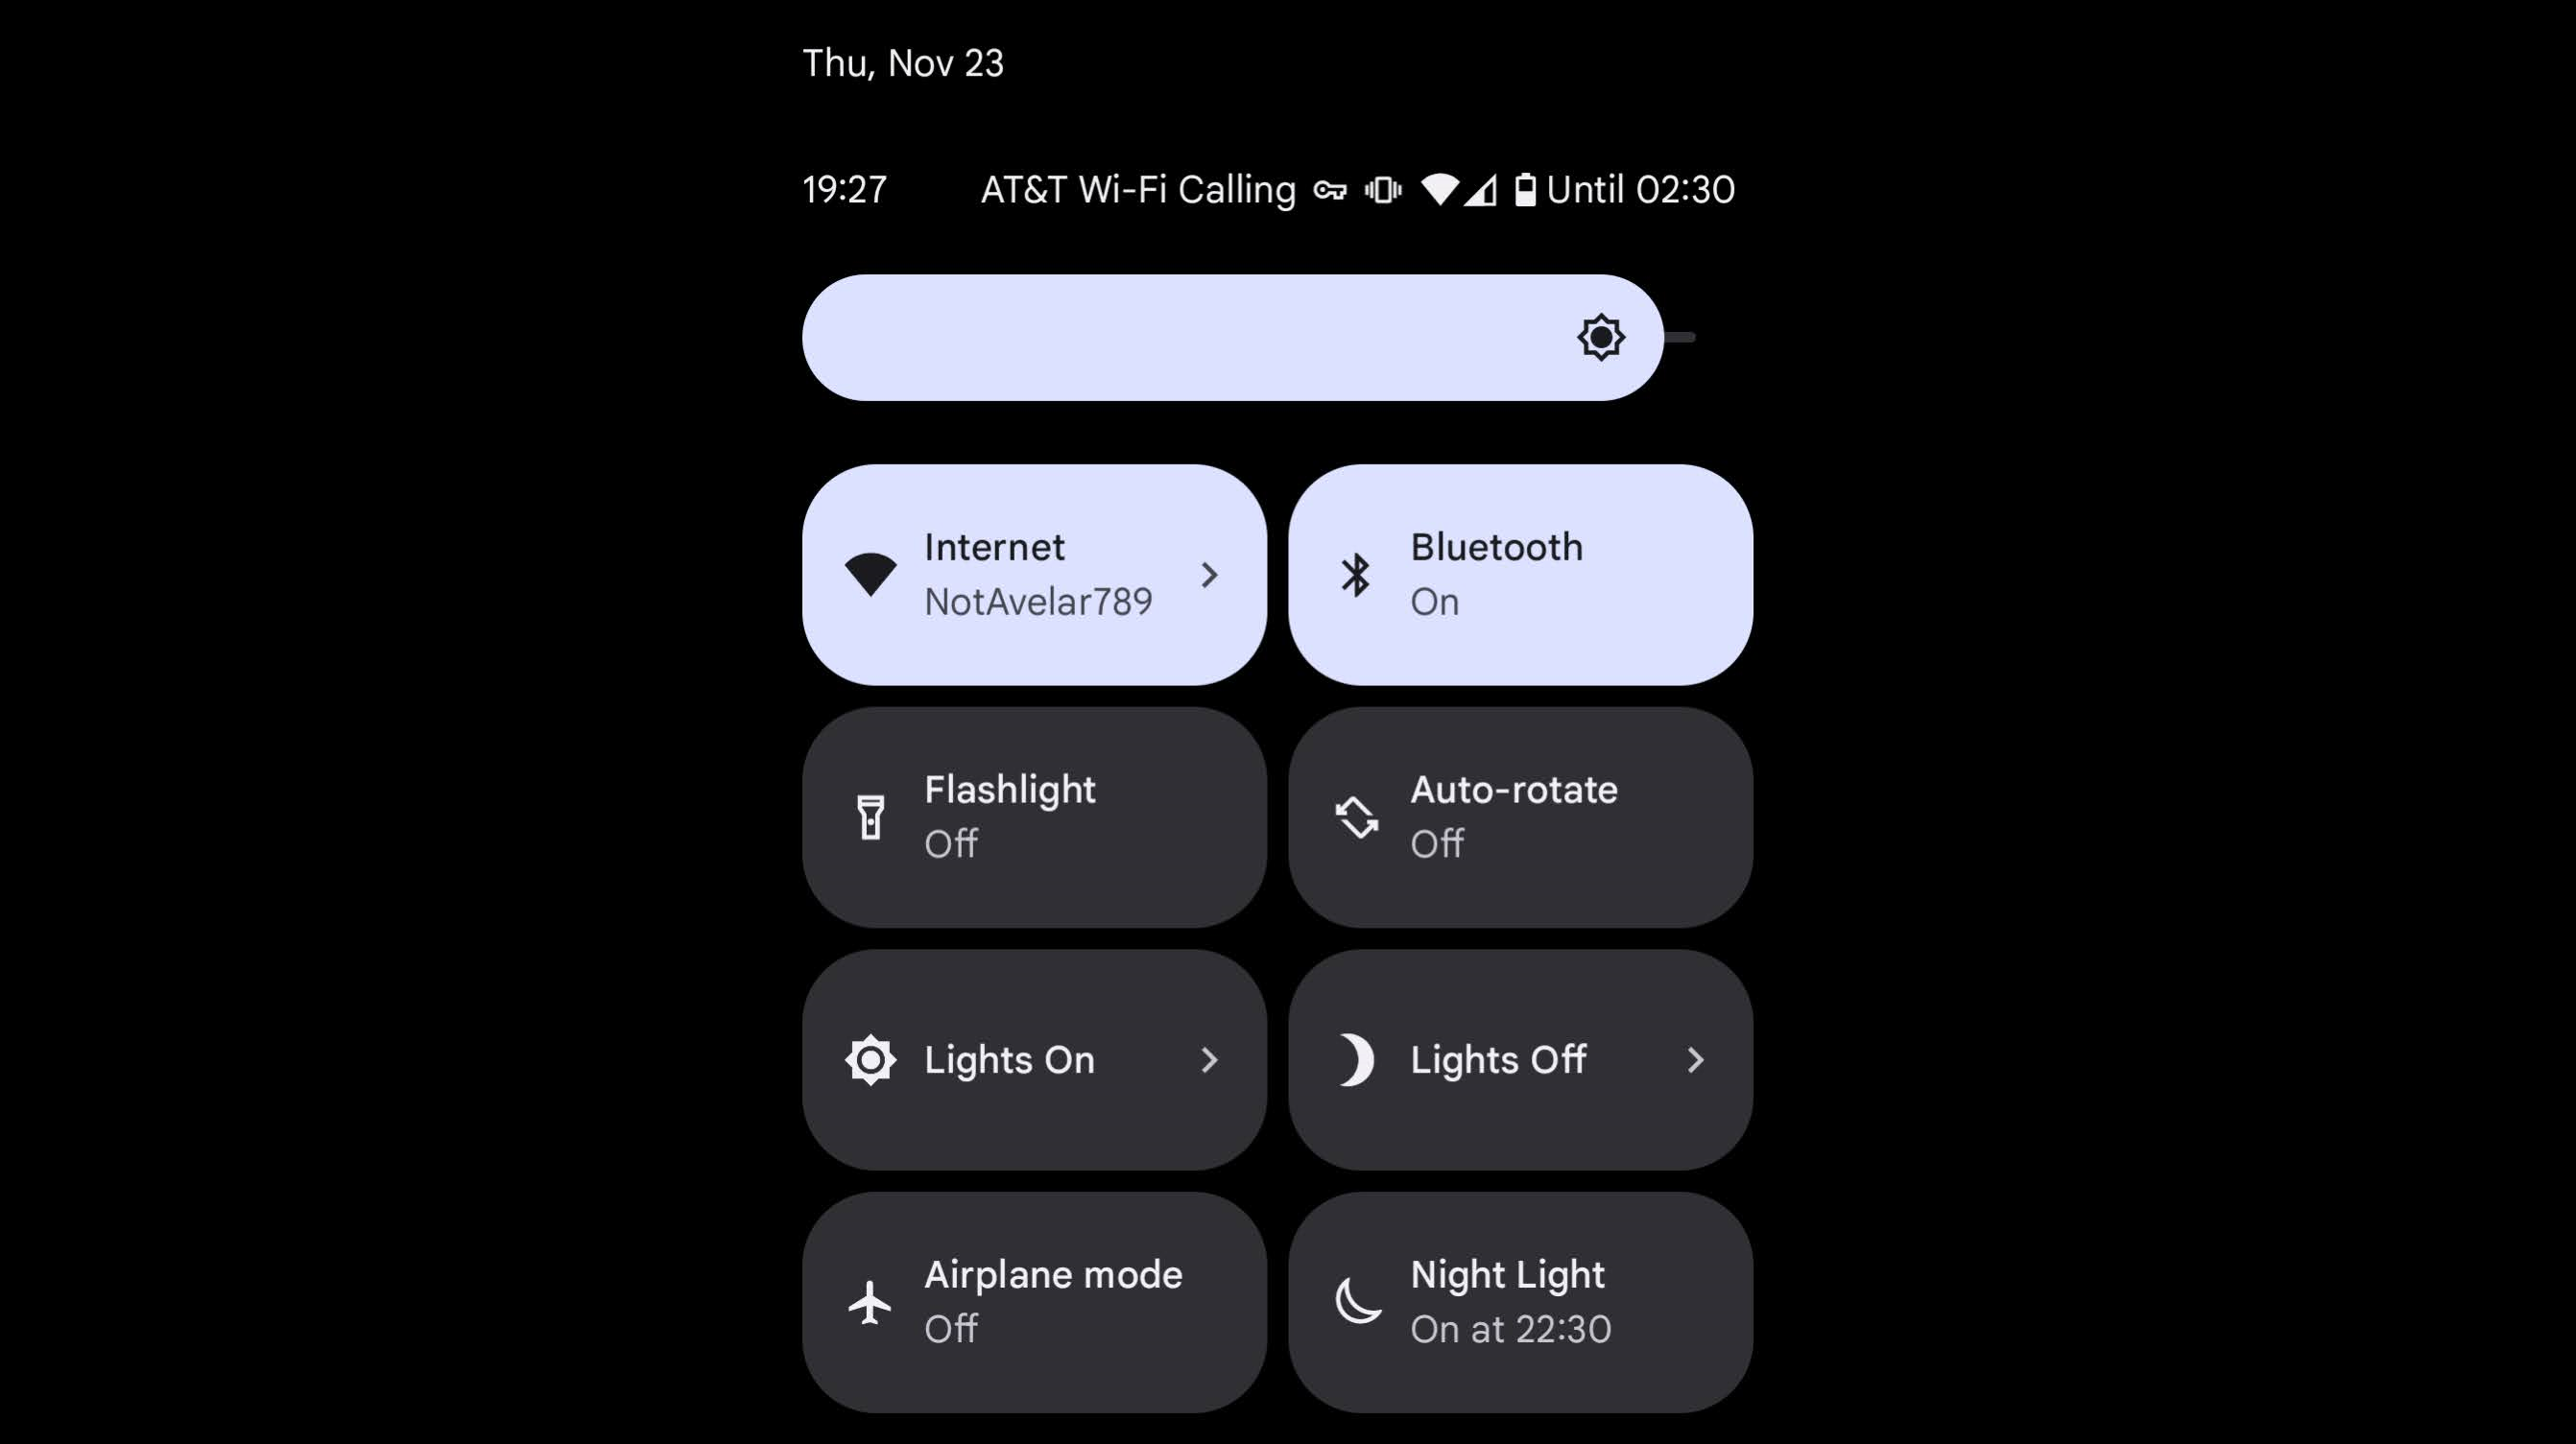 Thu, Nov 23
19:27 AT&T Wi-Fi Calling Until 02:30
Internet
NotAvelar789
Bluetooth
On
Flashlight
Off
Auto-rotate
Off
Lights On
Lights Off
Airplane mode
Off
Night Light
On at 22:30